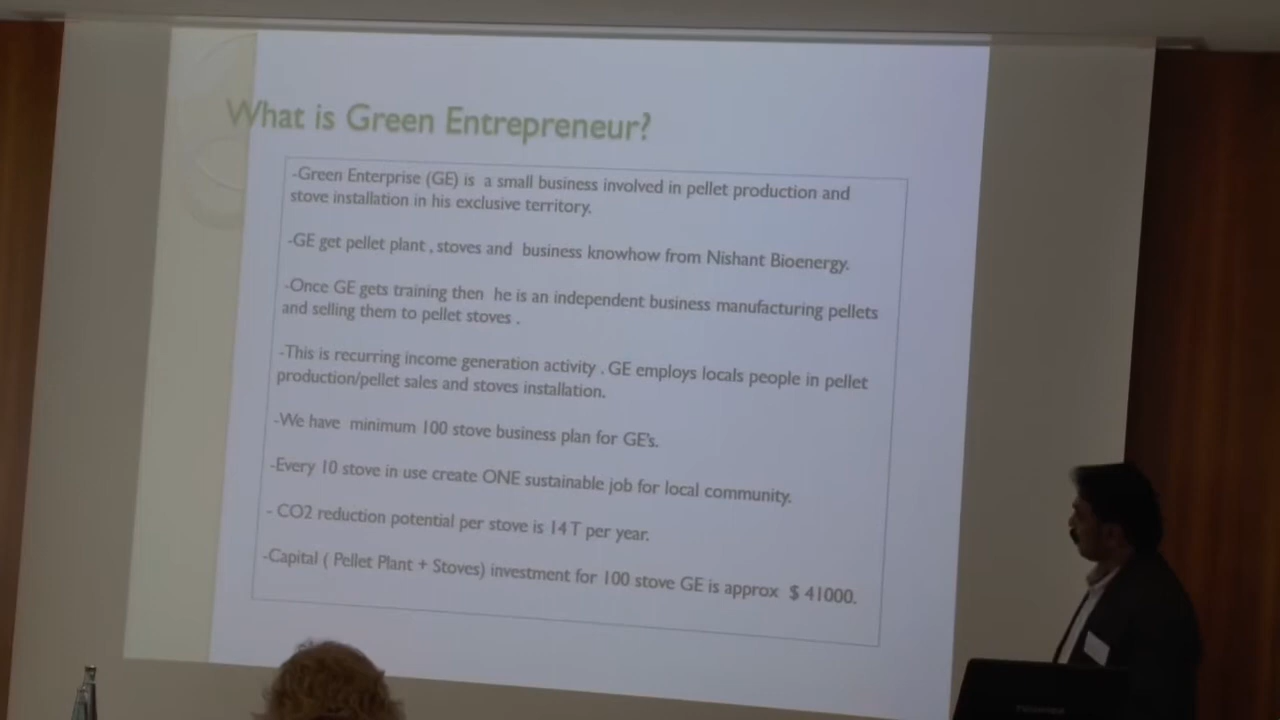 What is Green Entrepreneur?
-Green Enterprise (GE) is a small business involved in pellet production and
stove installation in his exclusive territory.
-GE get pellet plant , stoves and business knowhow from Nishant Bioenergy.
-Once GE gets training then he is an independent business manufacturing pellets
and selling them to pellet stoves .
-This is recurring income generation activity . GE employs locals people in pellet
production/pellet sales and stoves installation.
-We have minimum 100 stove business plan for GE's.
-Every 10 stove in use create ONE sustainable job for local community.
- CO2 reduction potential per stove is 14 T per year.
-Capital ( Pellet Plant + Stoves) investment for 100 stove GE is approx $ 41000.
TOSHIBA